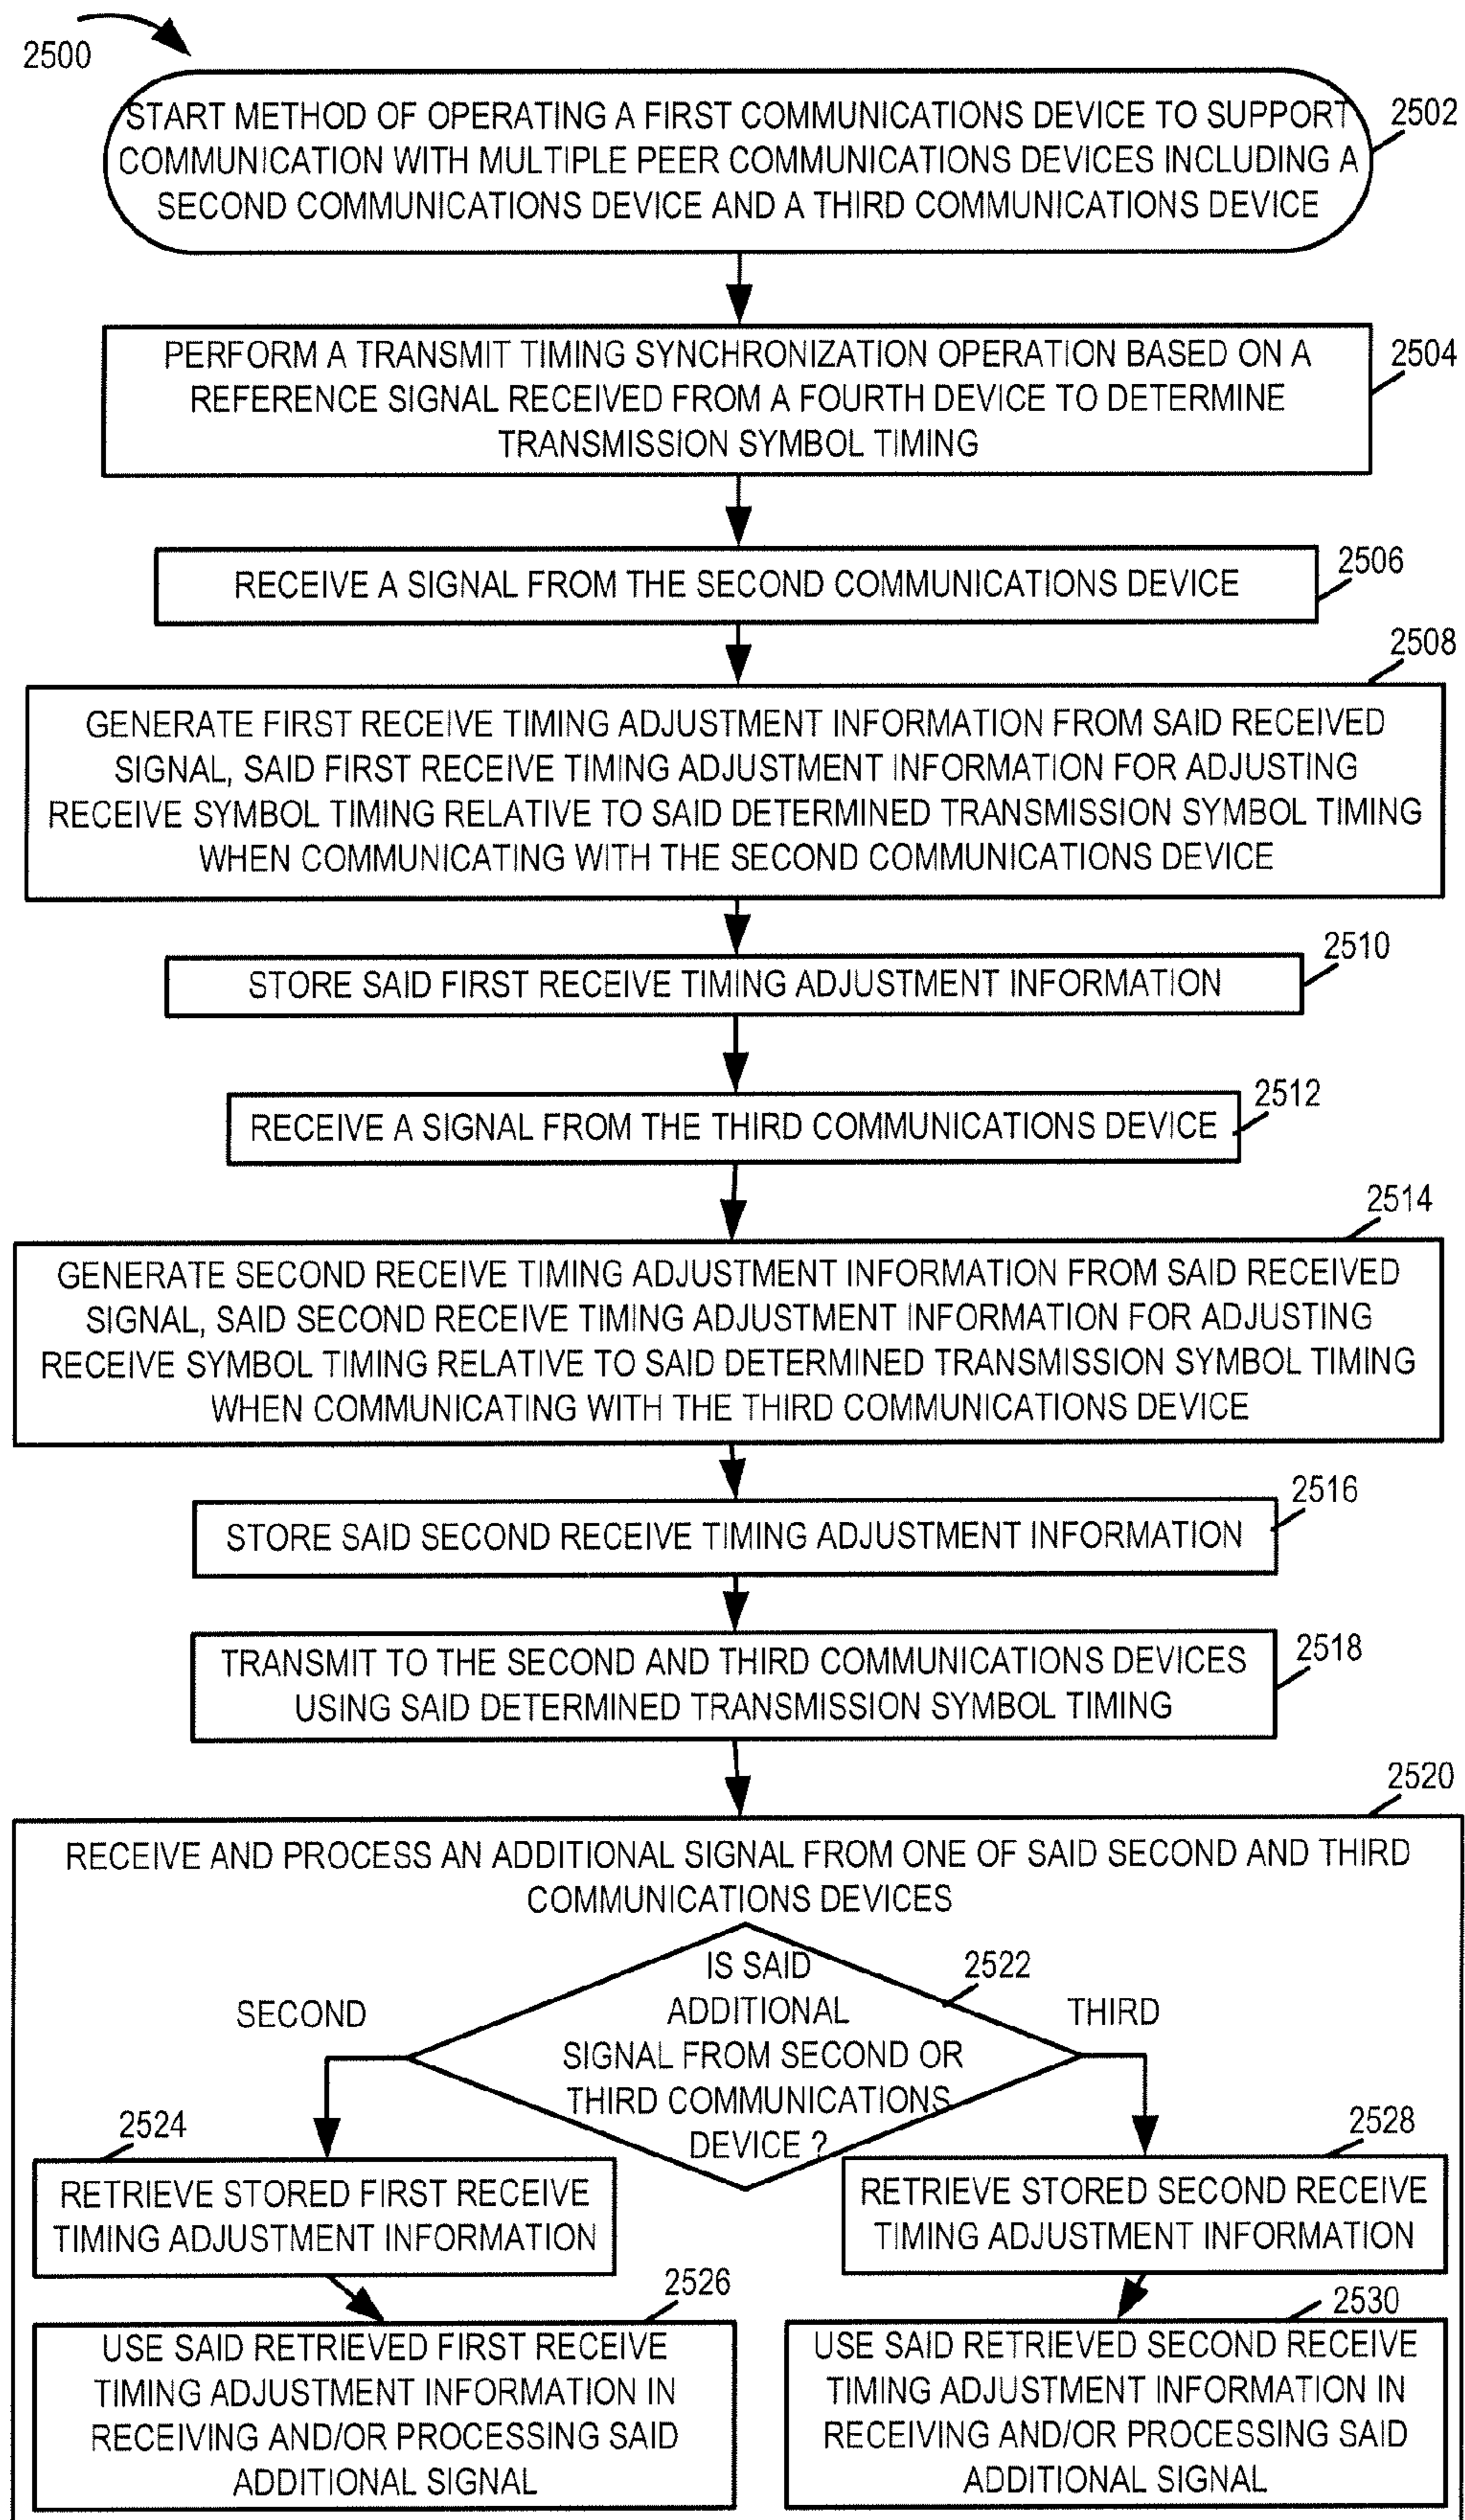 2500
START METHOD OF OPERATING A FIRST COMMUNICATIONS DEVICE TO SUPPORT
COMMUNICATION WITH MULTIPLE PEER COMMUNICATIONS DEVICES INCLUDING A
SECOND COMMUNICATIONS DEVICE AND A THIRD COMMUNICATIONS DEVICE
2502
PERFORM A TRANSMIT TIMING SYNCHRONIZATION OPERATION BASED ON A
REFERENCE SIGNAL RECEIVED FROM A FOURTH DEVICE TO DETERMINE
TRANSMISSION SYMBOL TIMING
2504
RECEIVE A SIGNAL FROM THE SECOND COMMUNICATIONS DEVICE
2506
2508
GENERATE FIRST RECEIVE TIMING ADJUSTMENT INFORMATION FROM SAID RECEIVED
SIGNAL, SAID FIRST RECEIVE TIMING ADJUSTMENT INFORMATION FOR ADJUSTING
RECEIVE SYMBOL TIMING RELATIVE TO SAID DETERMINED TRANSMISSION SYMBOL TIMING
WHEN COMMUNICATING WITH THE SECOND COMMUNICATIONS DEVICE
2510
STORE SAID FIRST RECEIVE TIMING ADJUSTMENT INFORMATION
2512
RECEIVE A SIGNAL FROM THE THIRD COMMUNICATIONS DEVICE
2514
GENERATE SECOND RECEIVE TIMING ADJUSTMENT INFORMATION FROM SAID RECEIVED
SIGNAL, SAID SECOND RECEIVE TIMING ADJUSTMENT INFORMATION FOR ADJUSTING
RECEIVE SYMBOL TIMING RELATIVE TO SAID DETERMINED TRANSMISSION SYMBOL TIMING
WHEN COMMUNICATING WITH THE THIRD COMMUNICATIONS DEVICE
2516
STORE SAID SECOND RECEIVE TIMING ADJUSTMENT INFORMATION
2518
TRANSMIT TO THE SECOND AND THIRD COMMUNICATIONS DEVICES
USING SAID DETERMINED TRANSMISSION SYMBOL TIMING
2520
RECEIVE AND PROCESS AN ADDITIONAL SIGNAL FROM ONE OF SAID SECOND AND THIRD
COMMUNICATIONS DEVICES
IS SAID
ADDITIONAL
SIGNAL FROM SECOND OR
THIRD COMMUNICATIONS
DEVICE ?
2522
SECOND
THIRD
2524
RETRIEVE STORED FIRST RECEIVE
TIMING ADJUSTMENT INFORMATION
2528
RETRIEVE STORED SECOND RECEIVE
TIMING ADJUSTMENT INFORMATION
2526
USE SAID RETRIEVED FIRST RECEIVE
TIMING ADJUSTMENT INFORMATION IN
RECEIVING AND/OR PROCESSING SAID
ADDITIONAL SIGNAL
2530
USE SAID RETRIEVED SECOND RECEIVE
TIMING ADJUSTMENT INFORMATION IN
RECEIVING AND/OR PROCESSING SAID
ADDITIONAL SIGNAL